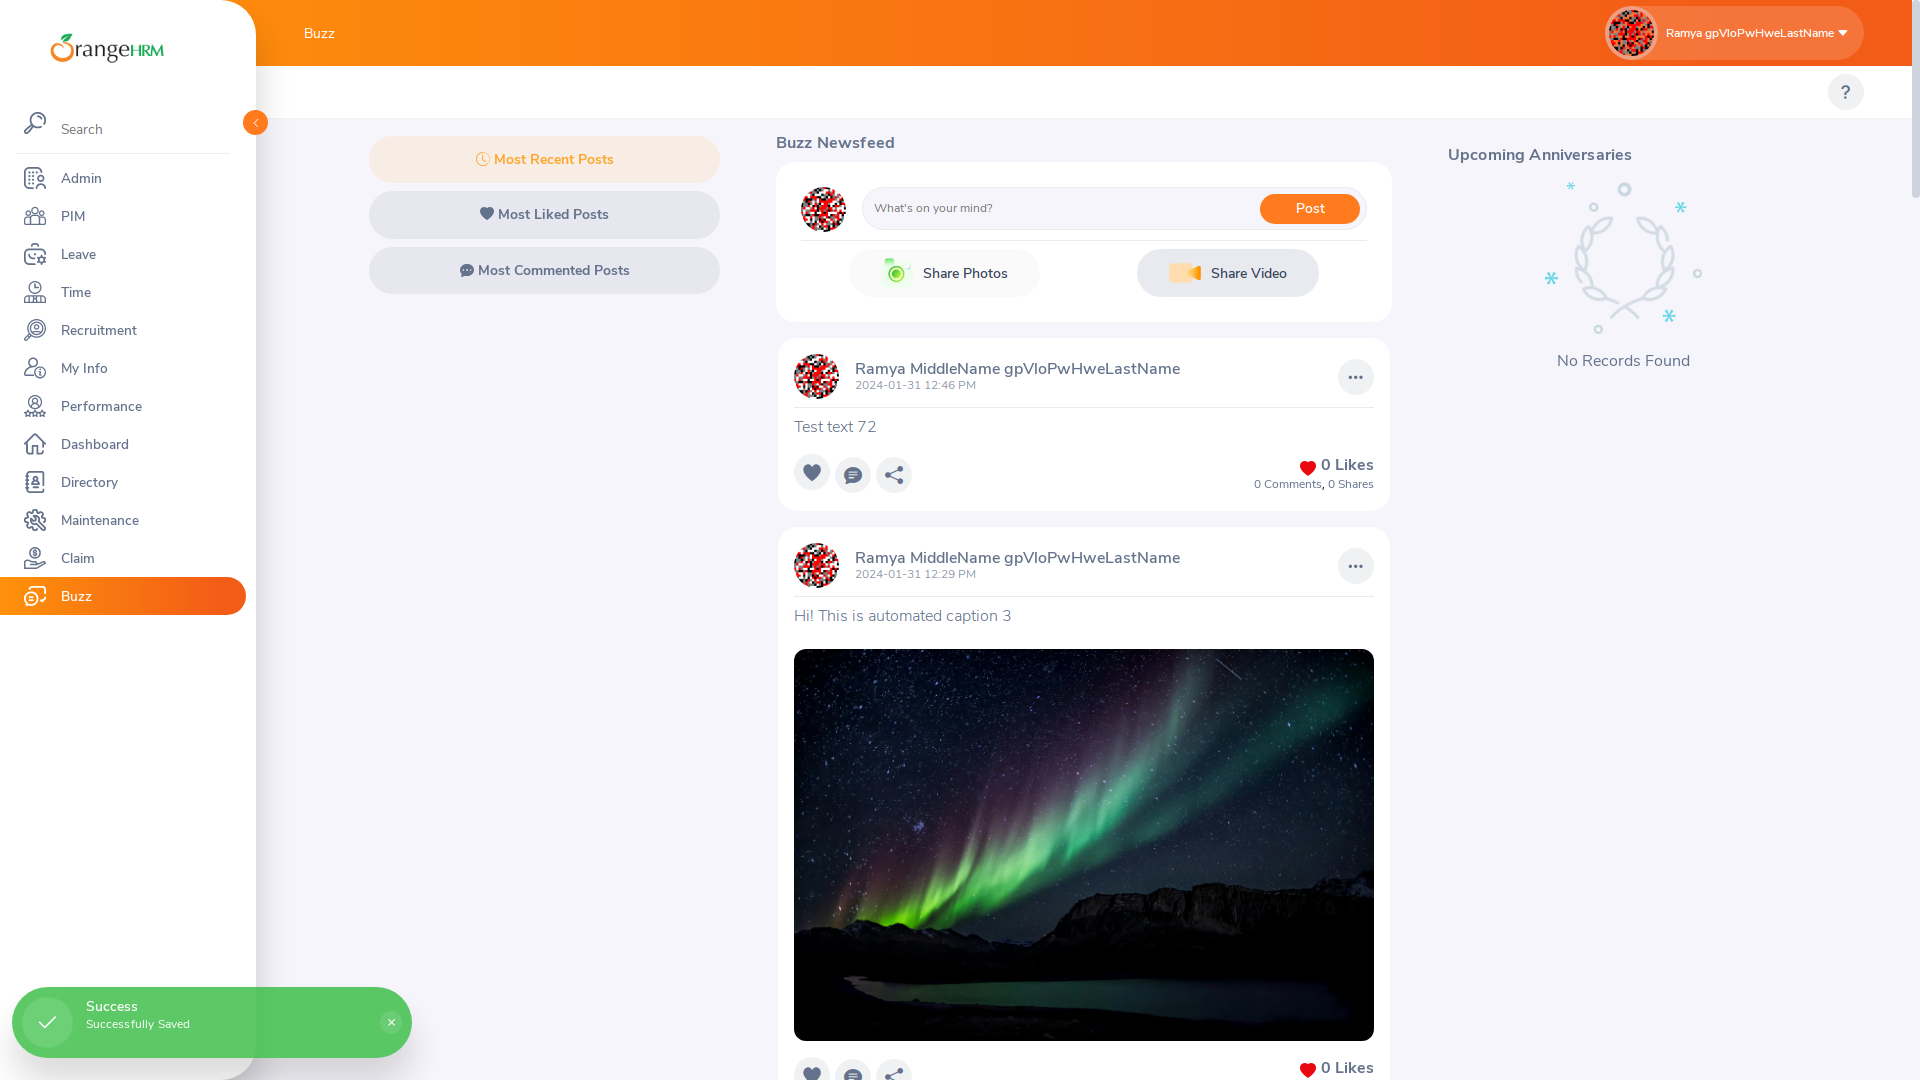 OrangeHRM
Buzz
Ramya gpVIoPwHweLastName
?
Search
Admin
PIM
Leave
Time
Recruitment
My Info
Performance
Dashboard
Directory
Maintenance
Claim
Buzz
Most Recent Posts
Most Liked Posts
Most Commented Posts
Buzz Newsfeed
What's on your mind?
Post
Share Photos
Share Video
Ramya MiddleName gpVIoPwHweLastName
2024-01-31 12:46 PM
Test text 72
0 Likes
0 Comments, 0 Shares
Ramya MiddleName gpVIoPwHweLastName
2024-01-31 12:29 PM
Hi! This is automated caption 3
0 Likes
Upcoming Anniversaries
No Records Found
Success
Successfully Saved